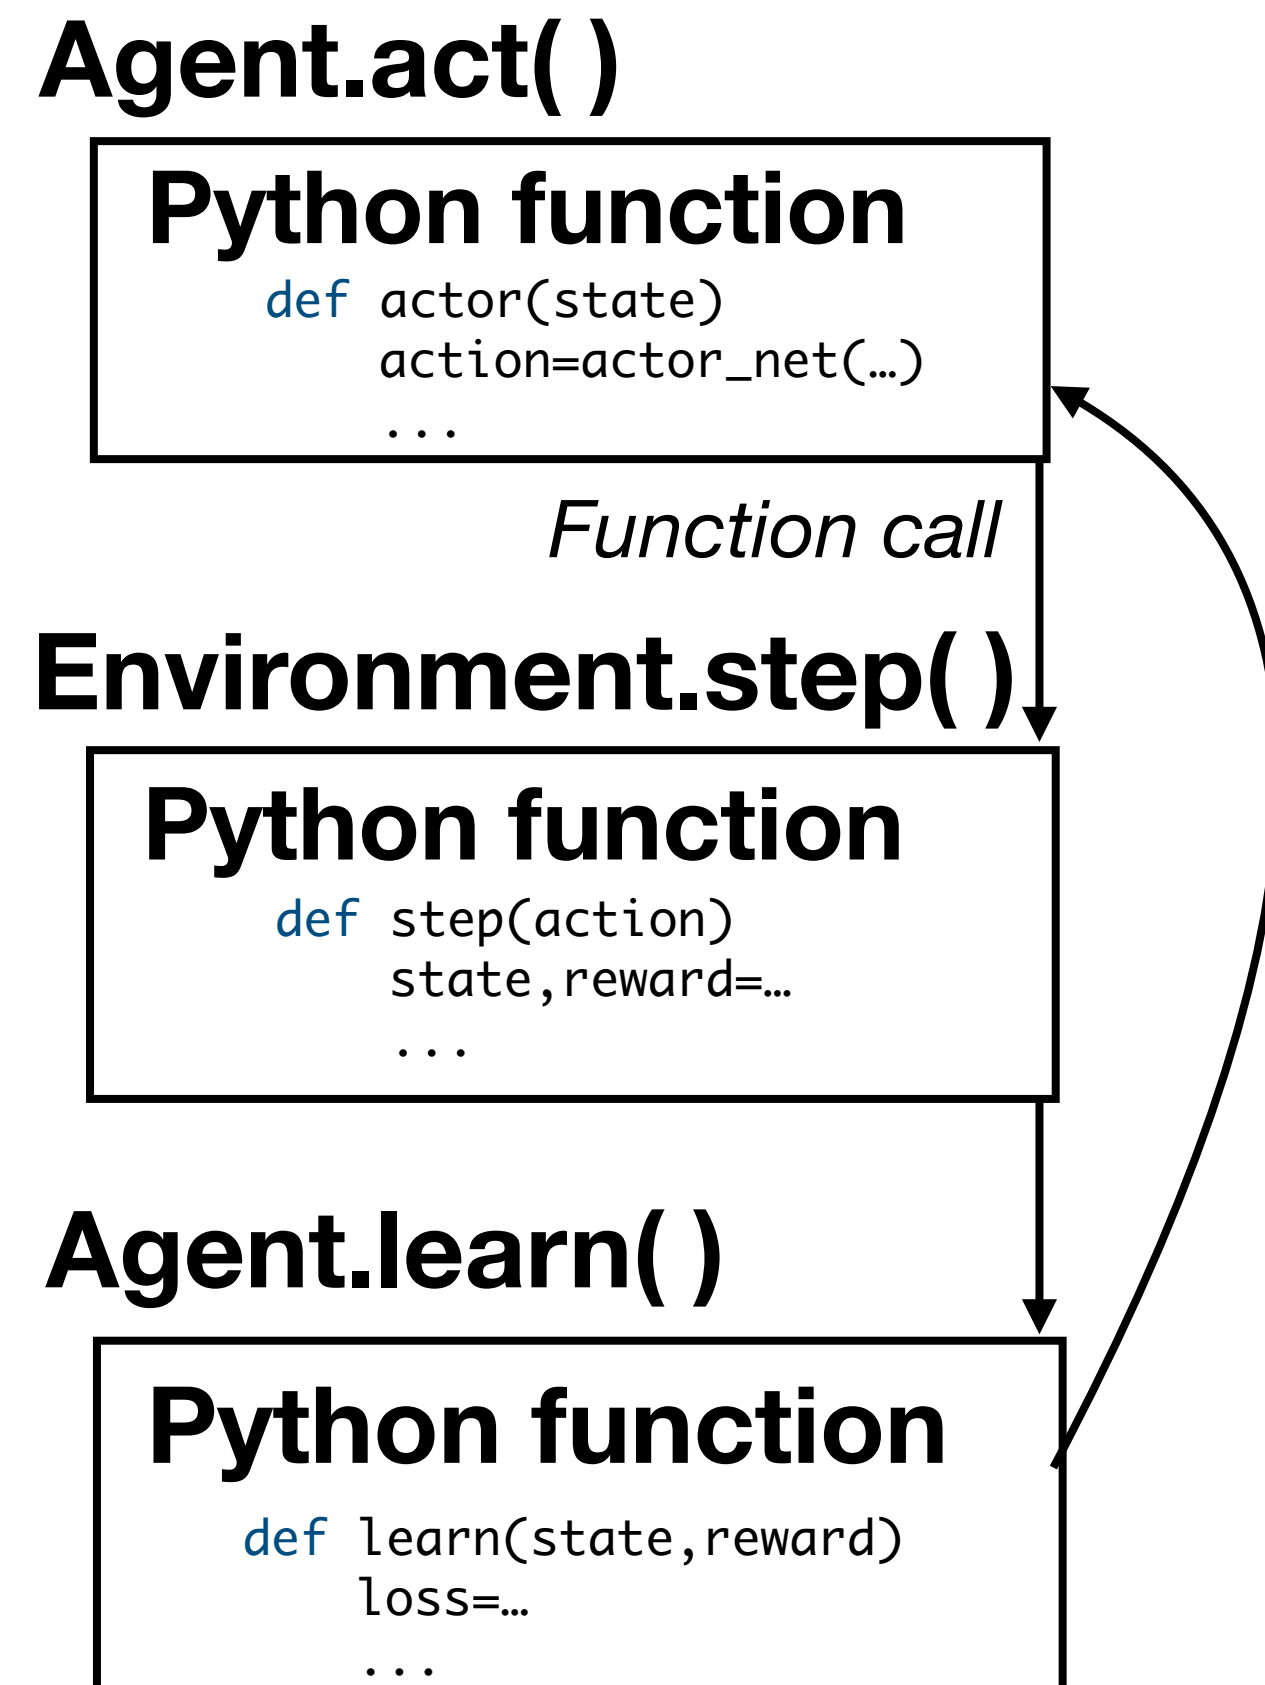 Agent.act( )
Python function
def actor(state)
action=actor_net(…)
...
Function call
Environment.step( )
Python function
def step(action)
state,reward=…
...
Agent.learn( )
Python function
def learn(state,reward)
loss=…
...